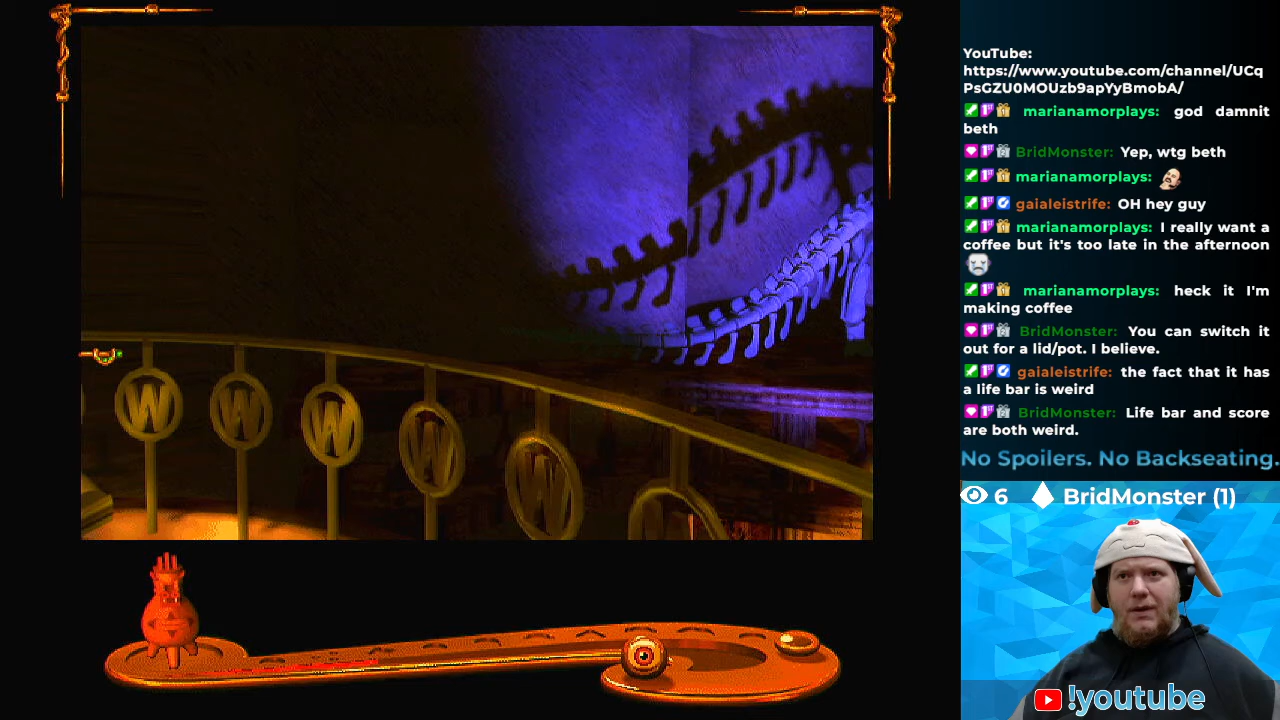 YouTube:
https://www.youtube.com/channel/UCq
PsGZU0MOUzb9apYyBmobA/
marianamorplays: god damnit
beth
BridMonster: Yep, wtg beth
marianamorplays:
gaialeistrife: OH hey guy
marianamorplays: I really want a
coffee but it's too late in the afternoon
marianamorplays: heck it I'm
making coffee
BridMonster: You can switch it
out for a lid/pot. I believe.
gaialeistrife: the fact that it has
a life bar is weird
BridMonster: Life bar and score
are both weird.
No Spoilers. No Backseating.
6 BridMonster (1)
W W W W W
!youtube